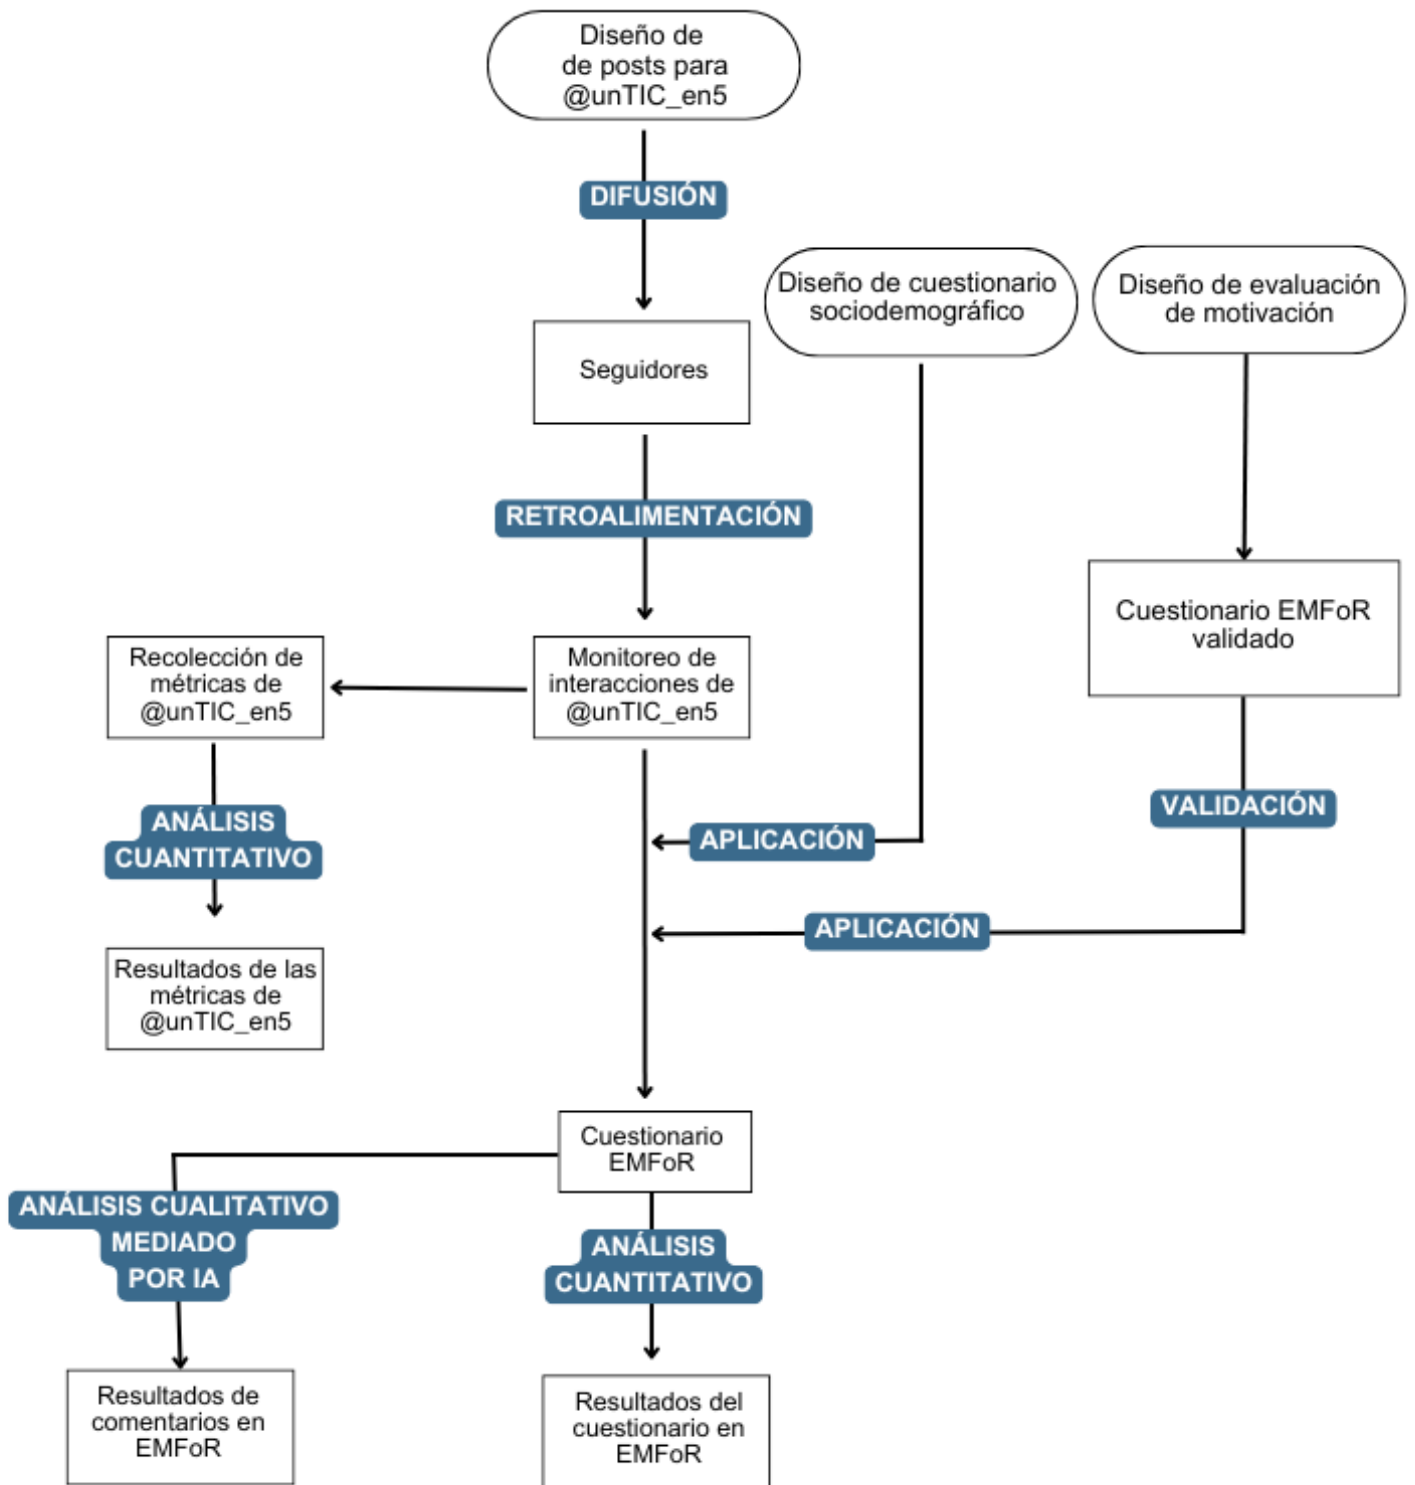 Diseño de
de posts para
@unTIC_en5
DIFUSIÓN
Diseño de cuestionario
sociodemográfico
Diseño de evaluación
de motivación
Seguidores
RETROALIMENTACIÓN
Cuestionario EMFoR
validado
Recolección de
métricas de
@unTIC_en5
Monitoreo de
interacciones de
@unTIC_en5
VALIDACIÓN
ANÁLISIS
CUANTITATIVO
APLICACIÓN
APLICACIÓN
Resultados de las
métricas de
@unTIC_en5
Cuestionario
EMFoR
ANÁLISIS CUALITATIVO
MEDIADO
POR IA
ANÁLISIS
CUANTITATIVO
Resultados de
comentarios en
EMFoR
Resultados del
cuestionario en
EMFoR